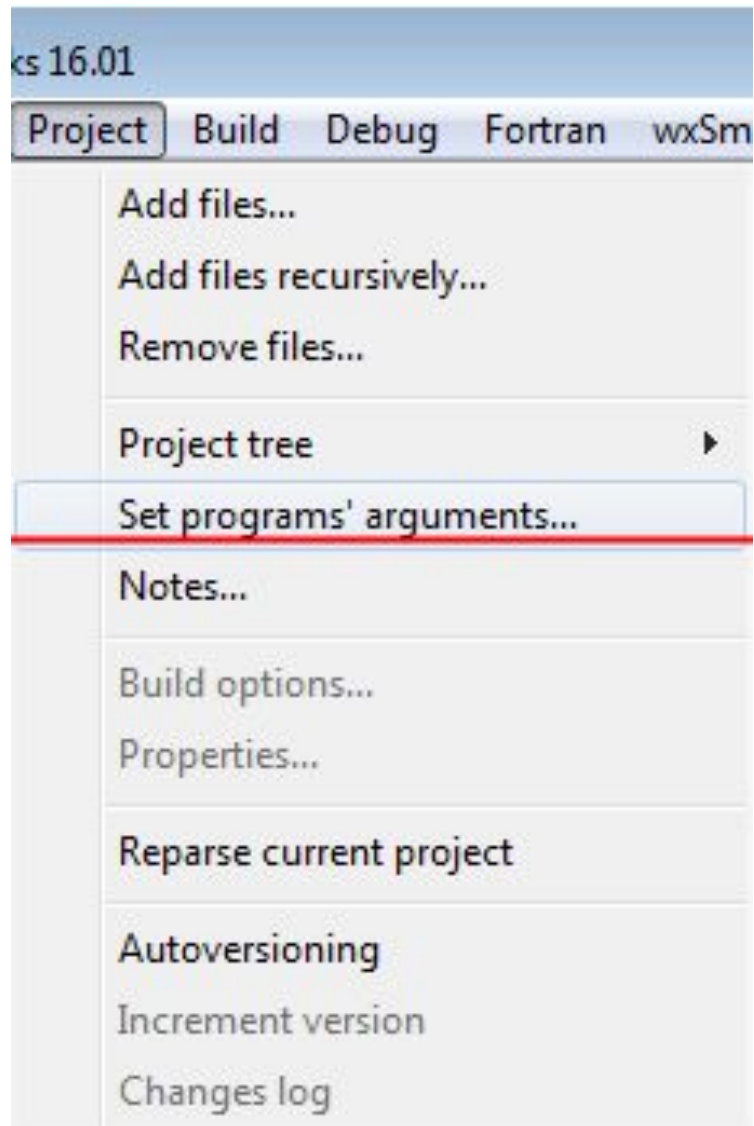 ks 16.01
Project Build Debug Fortran wxSm
Add files...
Add files recursively...
Remove files...
Project tree
Set programs' arguments...
Notes...
Build options...
Properties...
Reparse current project
Autoversioning
Increment version
Changes log